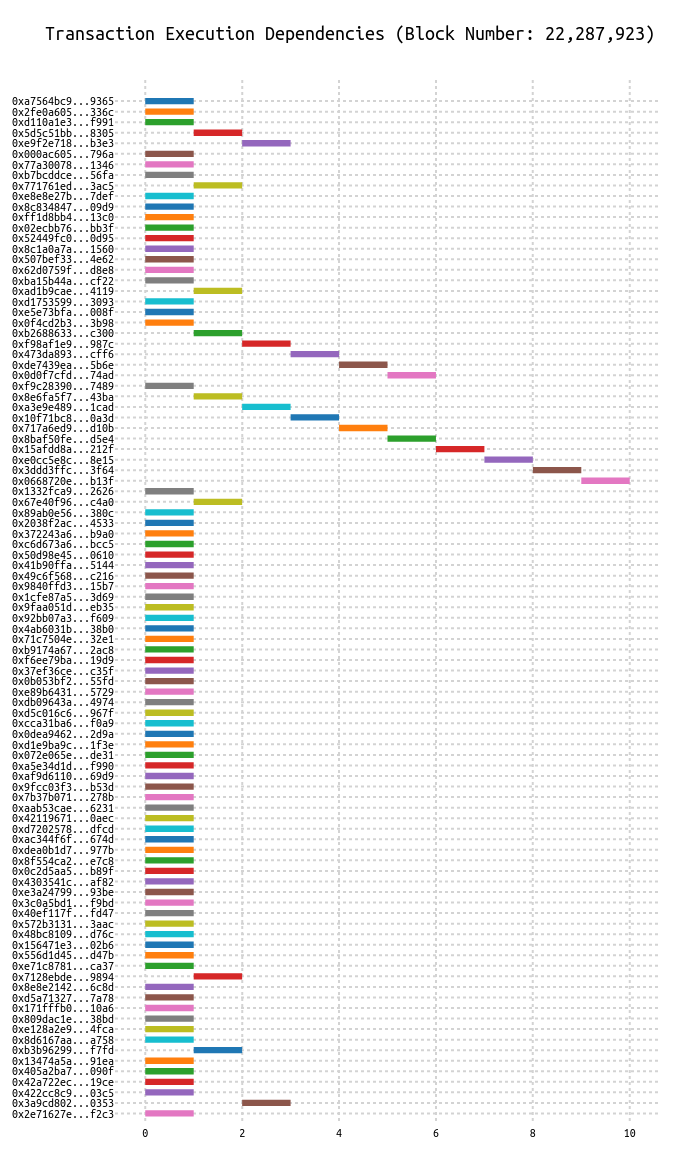 Transaction Execution Dependencies (Block Number: 22,287,923)
0xa7564bc9...9365
0x2fe0a605...336c
0xd110a1e3...f991
0x5d5c51bb...8305
0xe9f2e718...b3e3
0x000ac605...796a
0x77a30078...1346
0xb7bcddce...56fa
0x771761ed...3ac5
0xe8e8e27b...7def
0x8c834847...09d9
0xff1d8bb4...13c0
0x02ecbb76...bb3f
0x52449fc0...0d95
0x8c1a0a7a...1560
0x507bef33...4e62
0x62d0759f...d8e8
0xba15b44a...cf22
0xad1b9cae...4119
0xd1753599...3093
0xe5e73bfa...008f
0x0f4cd2b3...3b98
0xb2688633...c300
0xf98af1e9...987c
0x473da893...cff6
0xde7439ea...5b6e
0x0d0f7cfd...74ad
0xf9c28390...7489
0x8e6fa5f7...43ba
0xa3e9e489...1cad
0x10f71bc8...0a3d
0x717a6ed9...d10b
0x8baf50fe...d5e4
0x15afdd8a...212f
0xe0cc5e8c...8e15
0x3ddd3ffc...3f64
0x0668720e...b13f
0x1332fca9...2626
0x67e40f96...c4a0
0x89ab0e56...380c
0x2038f2ac...4533
0x372243a6...b9a0
0xc6d673a6...bcc5
0x50d98e45...0610
0x41b90ffa...5144
0x49c6f568...c216
0x9840ffd3...15b7
0x1cfe87a5...3d69
0x9faa051d...eb35
0x92bb07a3...f609
0x4ab6031b...38b0
0x71c7504e...32e1
0xb9174a67...2ac8
0xf6ee79ba...19d9
0x37ef36ce...c35f
0x0b053bf2...55fd
0xe89b6431...5729
0xdb09643a...4974
0xd5c016c6...967f
0xcca31ba6...f0a9
0x0dea9462...2d9a
0xd1e9ba9c...1f3e
0x072e065e...de31
0xa5e34d1d...f990
0xaf9d6110...69d9
0x9fcc03f3...b53d
0x7b37b071...278b
0xaab53cae...6231
0x42119671...0aec
0xd7202578...dfcd
0xac344f6f...674d
0xdea0b1d7...977b
0x8f554ca2...e7c8
0x0c2d5aa5...b89f
0x4303541c...af82
0xe3a24799...93be
0x3c0a5bd1...f9bd
0x40ef117f...fd47
0x572b3131...3aac
0x48bc8109...d76c
0x156471e3...02b6
0x556d1d45...d47b
0xe71c8781...ca37
0x7128ebde...9894
0x8e8e2142...6c8d
0xd5a71327...7a78
0x171fffb0...10a6
0x809dac1e...38bd
0xe128a2e9...4fca
0x8d6167aa...a758
0xb3b96299...f7fd
0x13474a5a...91ea
0x405a2ba7...090f
0x42a722ec...19ce
0x422cc8c9...03c5
0x3a9cd802...0353
0x2e71627e...f2c3
0 2 4 6 8 10